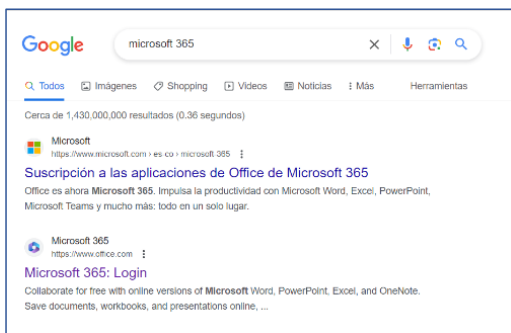 Google
microsoft 365
Todos Imágenes Shopping Videos Noticias Más Herramientas
Cerca de 1,430,000,000 resultados (0.36 segundos)
Microsoft
https://www.microsoft.com › es-co › microsoft-365
Suscripción a las aplicaciones de Office de Microsoft 365
Office es ahora Microsoft 365. Impulsa la productividad con Microsoft Word, Excel, PowerPoint,
Microsoft Teams y mucho más: todo en un solo lugar.
Microsoft 365
https://www.office.com
Microsoft 365: Login
Collaborate for free with online versions of Microsoft Word, PowerPoint, Excel, and OneNote.
Save documents, workbooks, and presentations online, ...